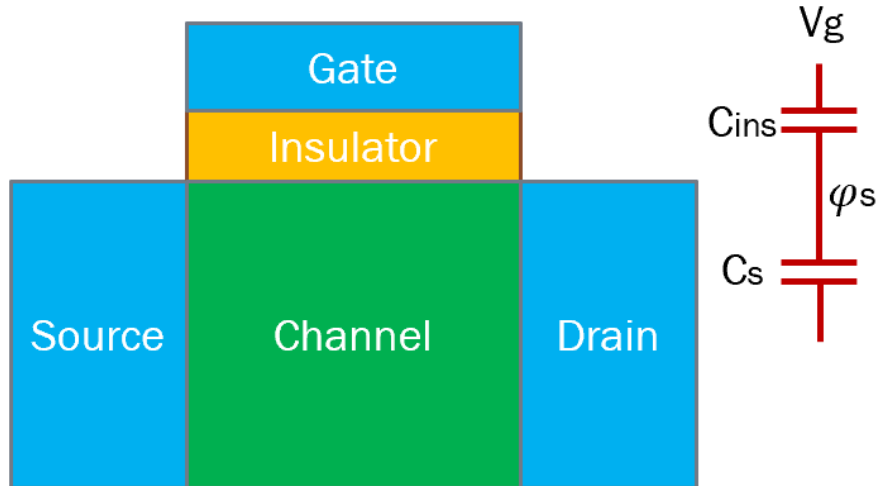 Gate
Insulator
Source
Channel
Drain
Vg
Cins
φs
Cs